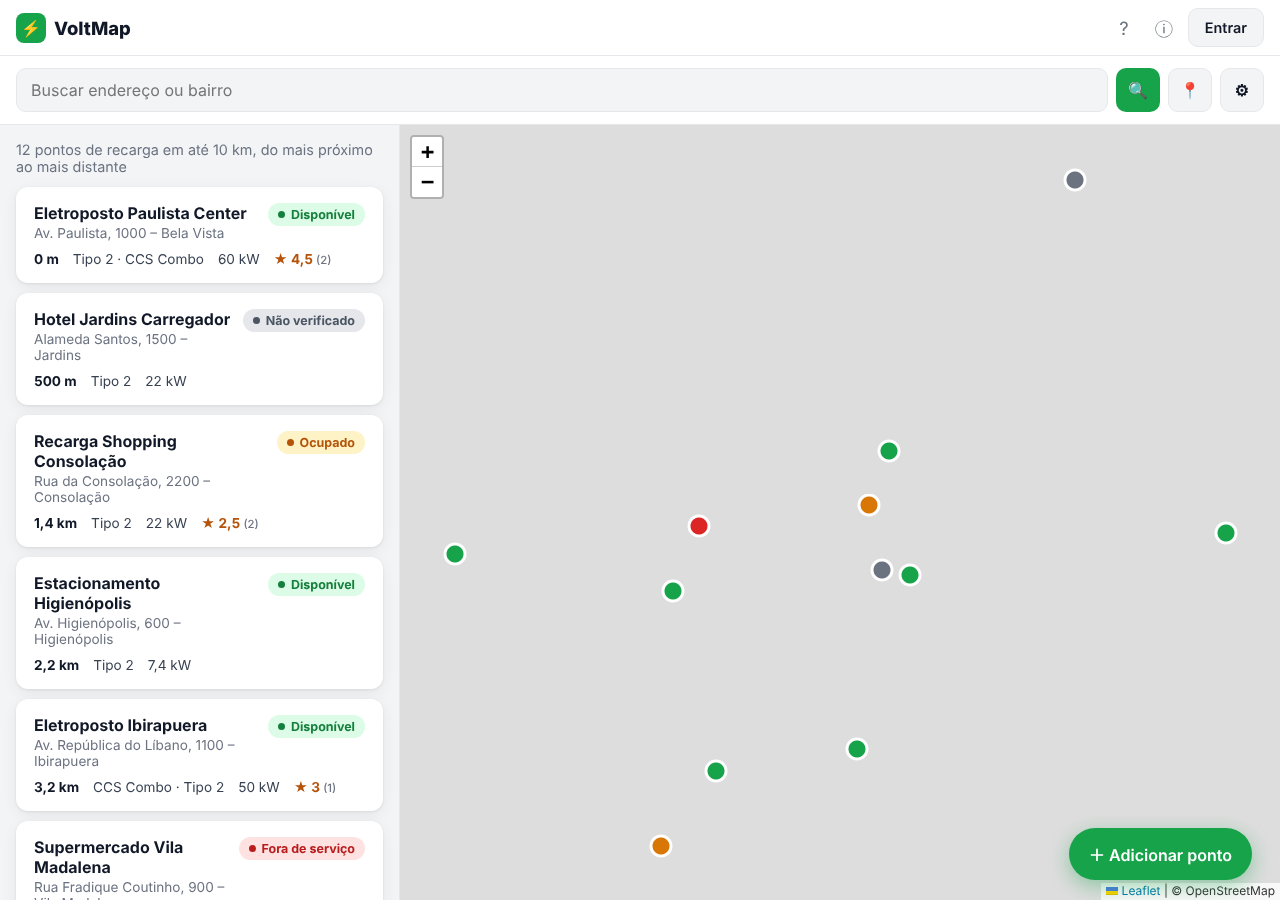 ⚡ VoltMap
? ⓘ Entrar
Buscar endereço ou bairro
12 pontos de recarga em até 10 km, do mais próximo
ao mais distante
Eletroposto Paulista Center
Disponível
Av. Paulista, 1000 – Bela Vista
0 m Tipo 2 · CCS Combo 60 kW ★ 4,5 (2)
Hotel Jardins Carregador
Não verificado
Alameda Santos, 1500 –
Jardins
500 m Tipo 2 22 kW
Recarga Shopping
Consolação
Ocupado
Rua da Consolação, 2200 –
Consolação
1,4 km Tipo 2 22 kW ★ 2,5 (2)
Estacionamento
Higienópolis
Disponível
Av. Higienópolis, 600 –
Higienópolis
2,2 km Tipo 2 7,4 kW
Eletroposto Ibirapuera
Disponível
Av. República do Líbano, 1100 –
Ibirapuera
3,2 km CCS Combo · Tipo 2 50 kW ★ 3 (1)
Supermercado Vila
Madalena
Fora de serviço
Rua Fradique Coutinho, 900 –
+
−
+ Adicionar ponto
Leaflet | © OpenStreetMap